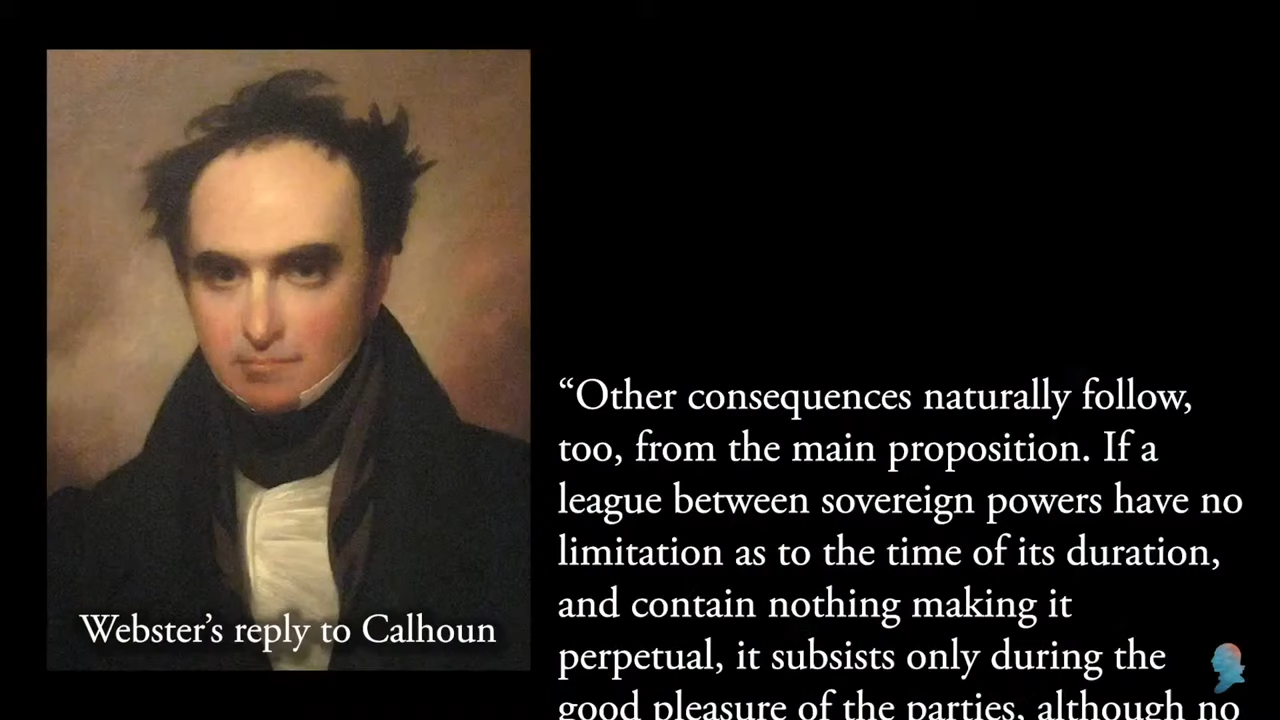 Webster’s reply to Calhoun
“Other consequences naturally follow,
too, from the main proposition. If a
league between sovereign powers have no
limitation as to the time of its duration,
and contain nothing making it
perpetual, it subsists only during the
good pleasure of the parties, although no